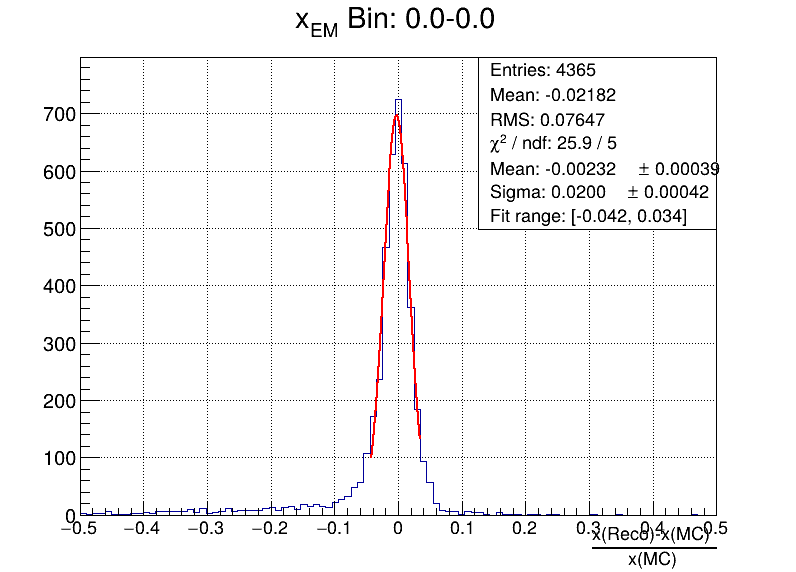 x_EM Bin: 0.0-0.0
Entries: 4365
Mean: -0.02182
RMS: 0.07647
χ² / ndf: 25.9 / 5
Mean: -0.00232 ± 0.00039
Sigma: 0.0200 ± 0.00042
Fit range: [-0.042, 0.034]
700
600
500
400
300
200
100
0
−0.5 −0.4 −0.3 −0.2 −0.1 0 0.1 0.2 0.3 0.4 0.5
x(Reco)-x(MC)
x(MC)